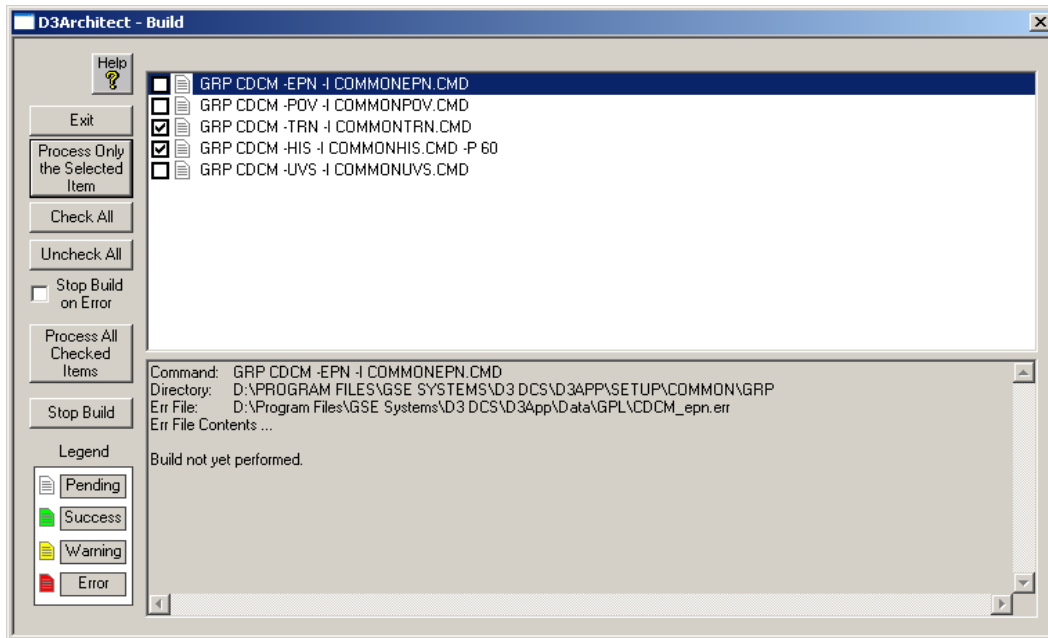 D3Architect - Build
Help
Exit
Process Only
the Selected
Item
Check All
Uncheck All
Stop Build
on Error
Process All
Checked
Items
Stop Build
Legend
Pending
Success
Warning
Error
GRP CDCM -EPN -I COMMONEPN.CMD
GRP CDCM -POV -I COMMONPOV.CMD
GRP CDCM -TRN -I COMMONTRN.CMD
GRP CDCM -HIS -I COMMONHIS.CMD -P 60
GRP CDCM -UVS -I COMMONUVS.CMD
Command: GRP CDCM -EPN -I COMMONEPN.CMD
Directory: D:\PROGRAM FILES\GSE SYSTEMS\D3 DCS\D3APP\SETUP\COMMON\GRP
Err File: D:\Program Files\GSE Systems\D3 DCS\D3App\Data\GPL\CDCM_epn.err
Err File Contents ...
Build not yet performed.